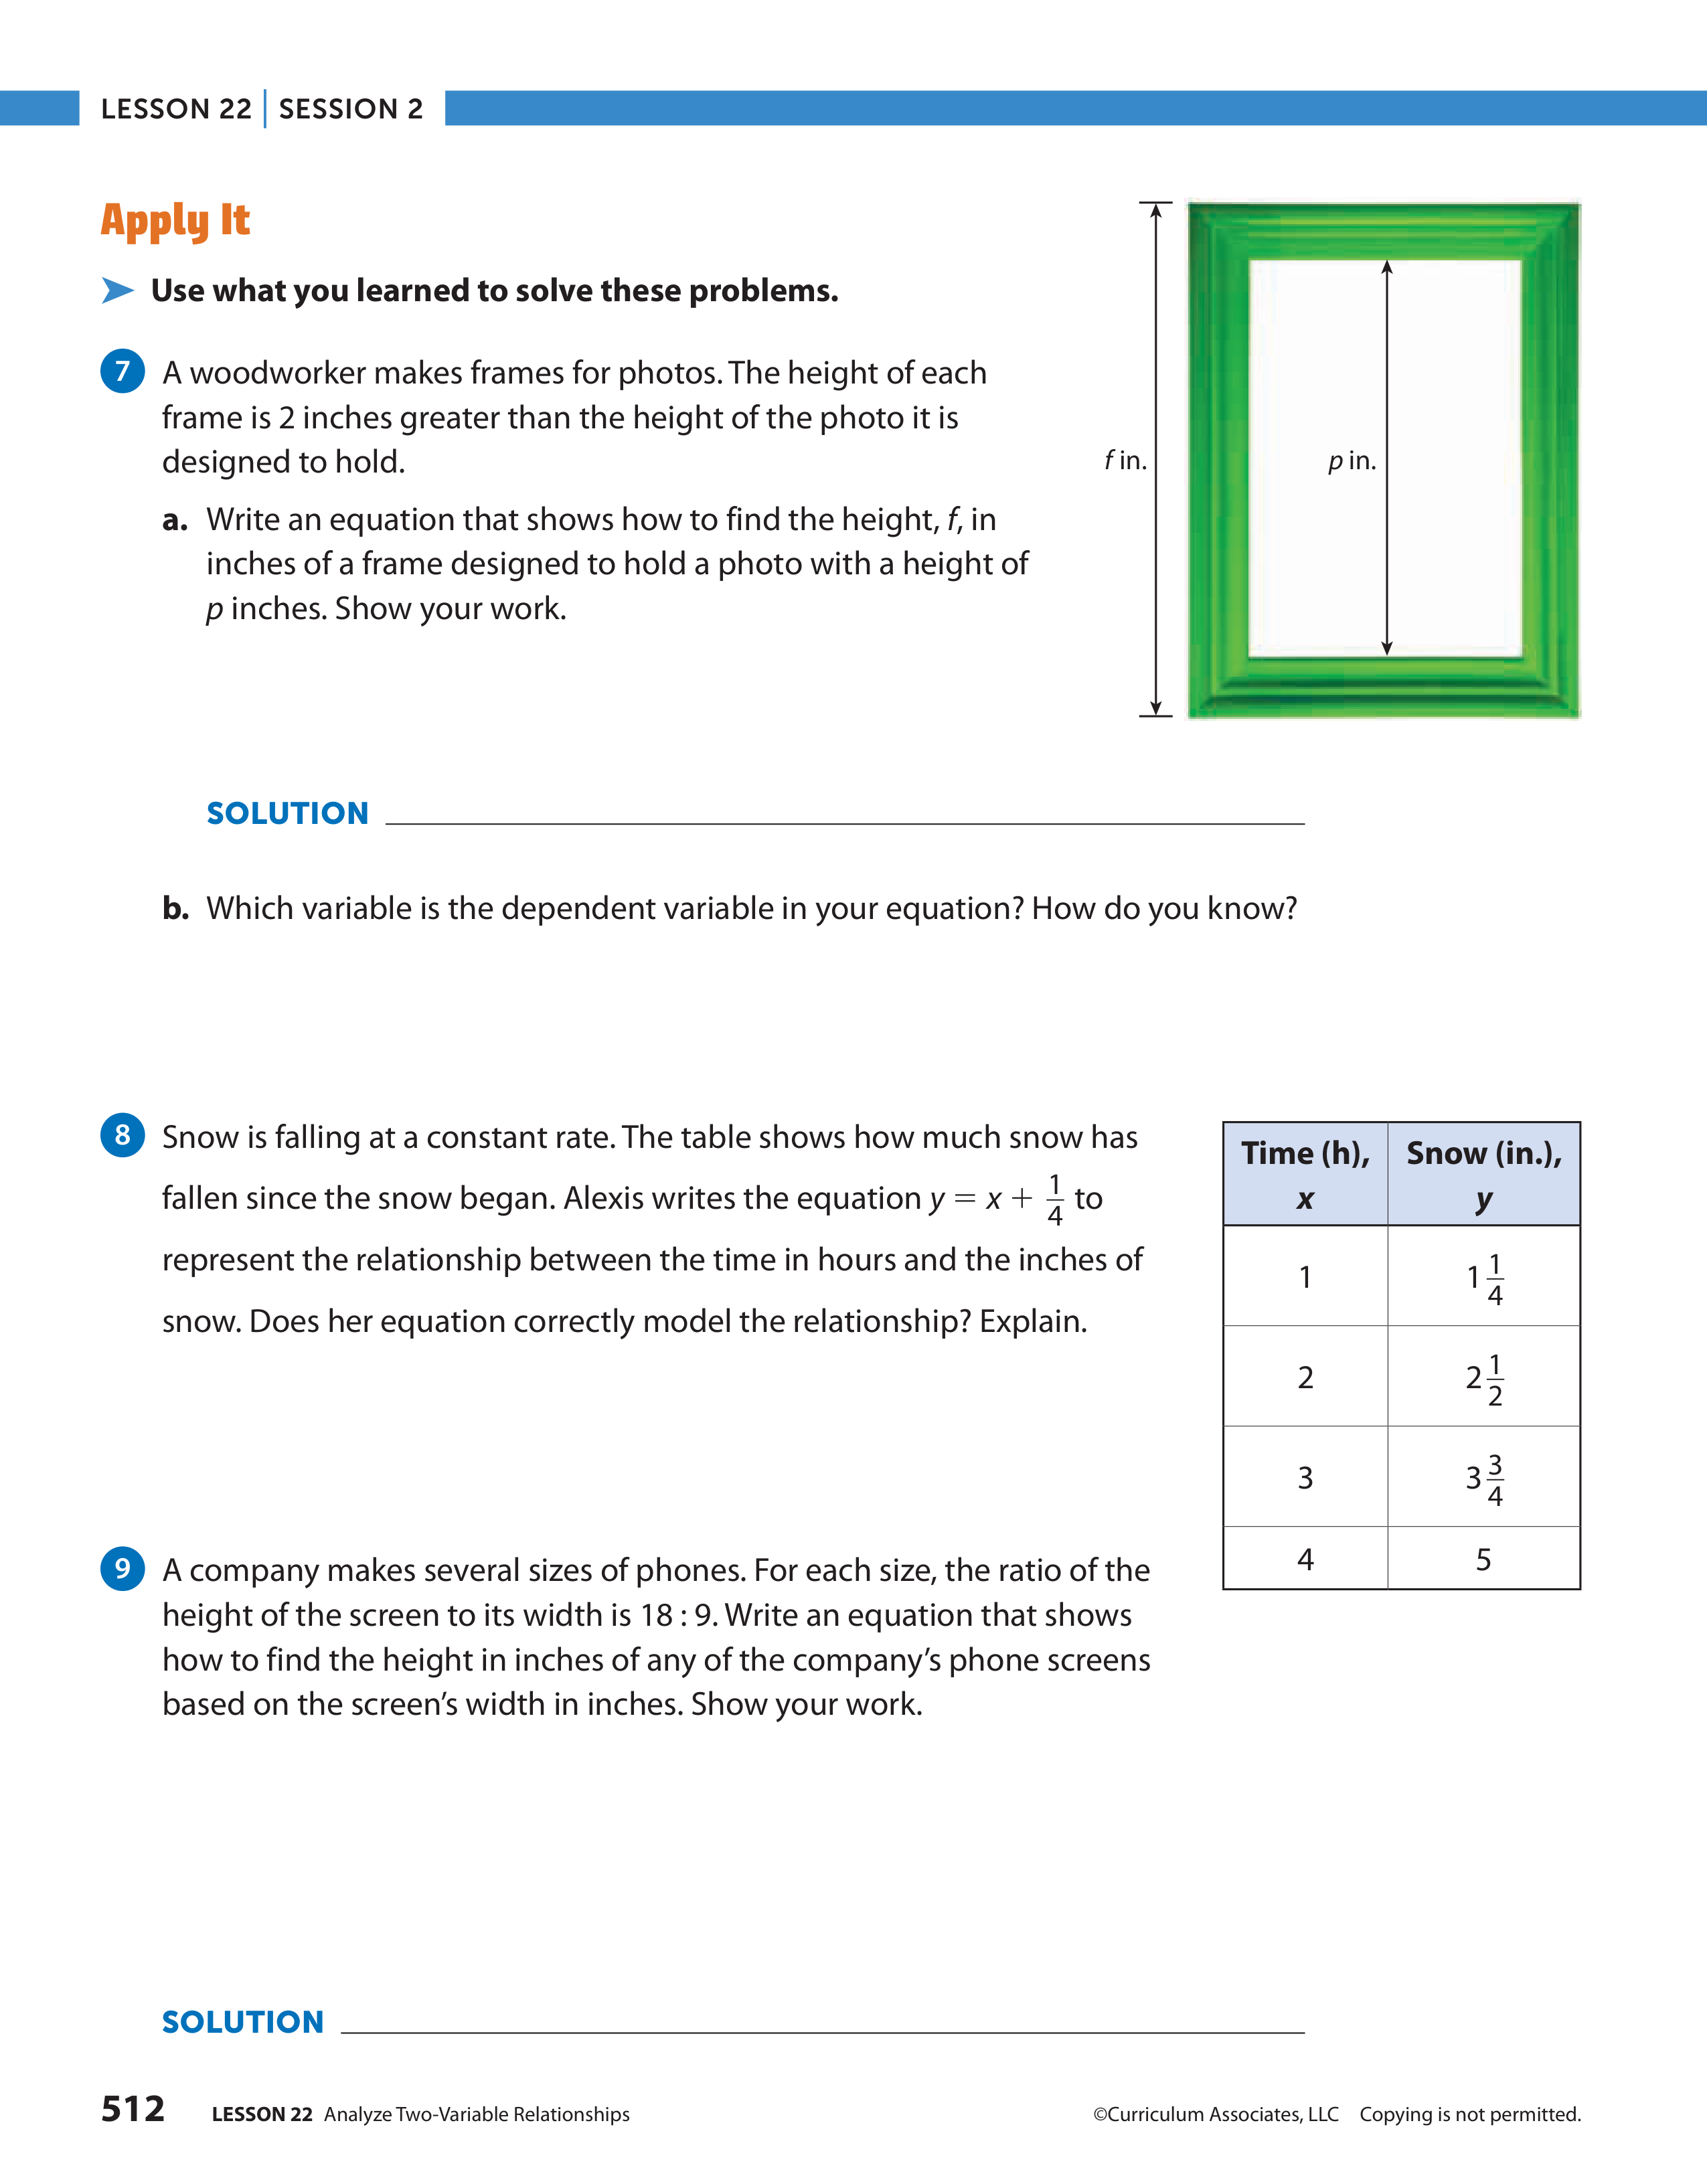 LESSON 22 | SESSION 2
Apply It
Use what you learned to solve these problems.
7 A woodworker makes frames for photos. The height of each
frame is 2 inches greater than the height of the photo it is
designed to hold.
a. Write an equation that shows how to find the height, f, in
inches of a frame designed to hold a photo with a height of
p inches. Show your work.
f in.
p in.
SOLUTION
b. Which variable is the dependent variable in your equation? How do you know?
8 Snow is falling at a constant rate. The table shows how much snow has
fallen since the snow began. Alexis writes the equation y = x + 1/4 to
represent the relationship between the time in hours and the inches of
snow. Does her equation correctly model the relationship? Explain.
Time (h), Snow (in.),
x y
1 1 1/4
2 2 1/2
3 3 3/4
4 5
9 A company makes several sizes of phones. For each size, the ratio of the
height of the screen to its width is 18 : 9. Write an equation that shows
how to find the height in inches of any of the company’s phone screens
based on the screen’s width in inches. Show your work.
SOLUTION
512 LESSON 22 Analyze Two-Variable Relationships
©Curriculum Associates, LLC Copying is not permitted.